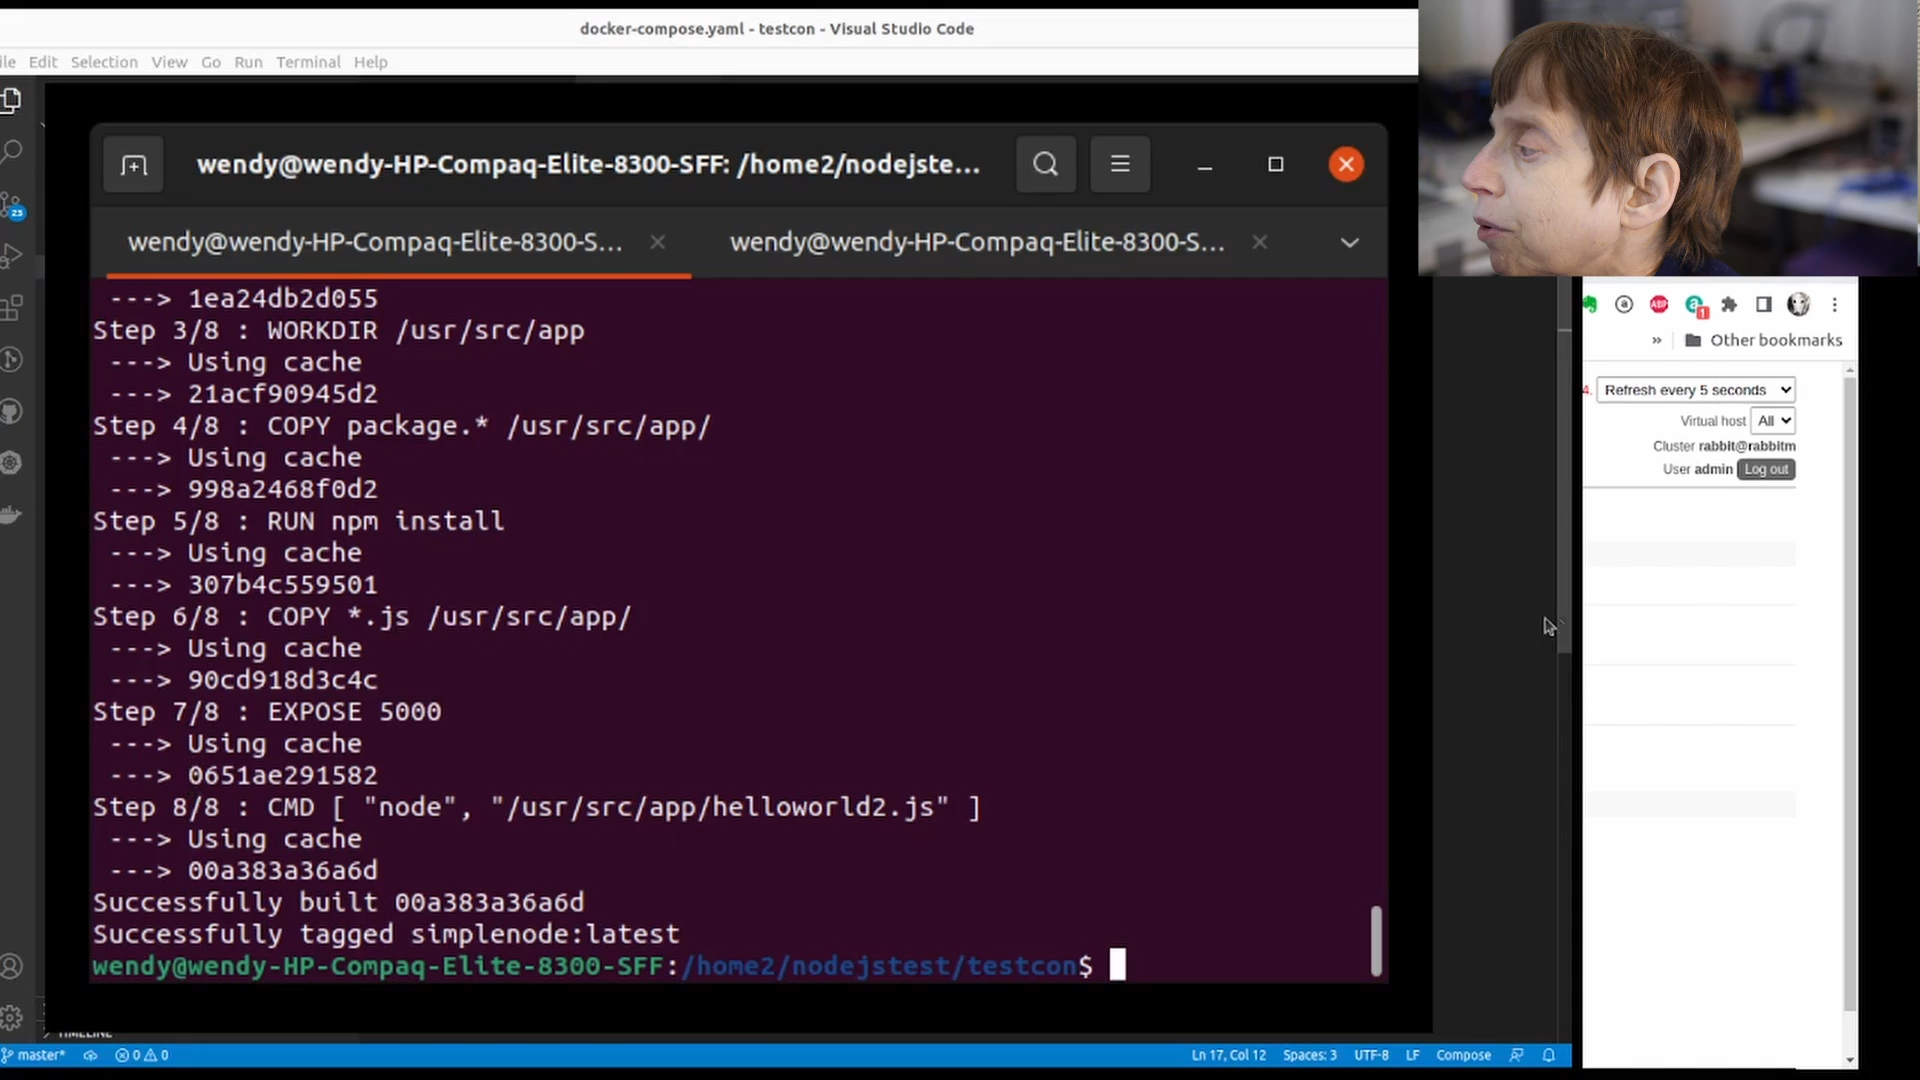 docker-compose.yaml - testcon - Visual Studio Code
ile Edit Selection View Go Run Terminal Help
23
wendy@wendy-HP-Compaq-Elite-8300-SFF: /home2/nodejste...
wendy@wendy-HP-Compaq-Elite-8300-S... wendy@wendy-HP-Compaq-Elite-8300-S...
---> 1ea24db2d055
Step 3/8 : WORKDIR /usr/src/app
---> Using cache
---> 21acf90945d2
Step 4/8 : COPY package.* /usr/src/app/
---> Using cache
---> 998a2468f0d2
Step 5/8 : RUN npm install
---> Using cache
---> 307b4c559501
Step 6/8 : COPY *.js /usr/src/app/
---> Using cache
---> 90cd918d3c4c
Step 7/8 : EXPOSE 5000
---> Using cache
---> 0651ae291582
Step 8/8 : CMD [ "node", "/usr/src/app/helloworld2.js" ]
---> Using cache
---> 00a383a36a6d
Successfully built 00a383a36a6d
Successfully tagged simplenode:latest
wendy@wendy-HP-Compaq-Elite-8300-SFF:/home2/nodejstest/testcon$
ABP a 1
» Other bookmarks
4. Refresh every 5 seconds
Virtual host All
Cluster rabbit@rabbitm
User admin Log out
TIMELINE
master* 0 0 Ln 17, Col 12 Spaces: 3 UTF-8 LF Compose